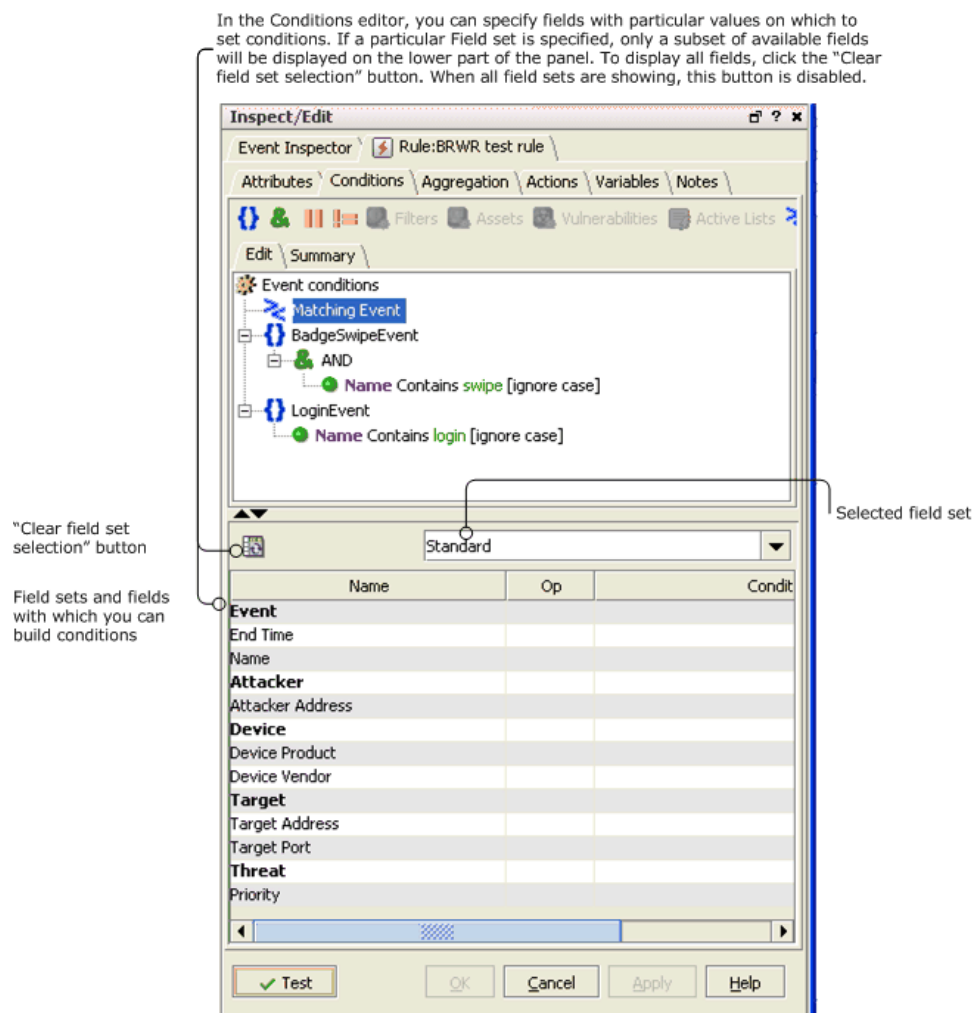 In the Conditions editor, you can specify fields with particular values on which to
set conditions. If a particular Field set is specified, only a subset of available fields
will be displayed on the lower part of the panel. To display all fields, click the “Clear
field set selection” button. When all field sets are showing, this button is disabled.
Inspect/Edit
Event Inspector Rule:BRWR test rule
Attributes Conditions Aggregation Actions Variables Notes
Filters Assets Vulnerabilities Active Lists
Edit Summary
Event conditions
Matching Event
BadgeSwipeEvent
AND
Name Contains swipe [ignore case]
LoginEvent
Name Contains login [ignore case]
Selected field set
“Clear field set
selection” button
Standard
Field sets and fields
with which you can
build conditions
Name Op Condit
Event
End Time
Name
Attacker
Attacker Address
Device
Device Product
Device Vendor
Target
Target Address
Target Port
Threat
Priority
Test OK Cancel Apply Help